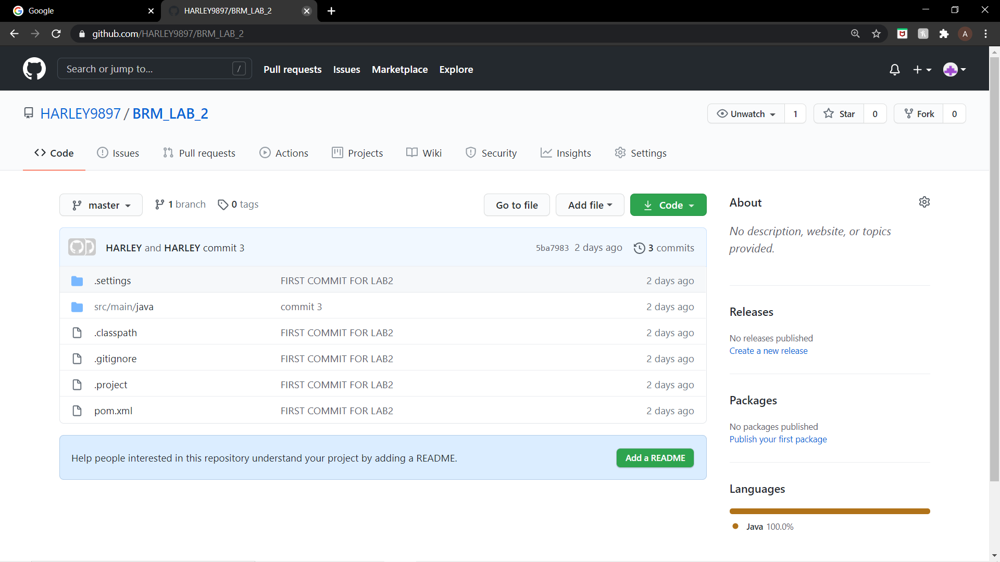 Google
HARLEY9897/BRM_LAB_2
github.com/HARLEY9897/BRM_LAB_2
A
Search or jump to...
/
Pull requests
Issues
Marketplace
Explore
HARLEY9897 / BRM_LAB_2
Unwatch 1
Star 0
Fork 0
Code
Issues
Pull requests
Actions
Projects
Wiki
Security
Insights
Settings
master
1 branch
0 tags
Go to file
Add file
Code
HARLEY and HARLEY commit 3
5ba7983 2 days ago
3 commits
.settings FIRST COMMIT FOR LAB2 2 days ago
src/main/java commit 3 2 days ago
.classpath FIRST COMMIT FOR LAB2 2 days ago
.gitignore FIRST COMMIT FOR LAB2 2 days ago
.project FIRST COMMIT FOR LAB2 2 days ago
pom.xml FIRST COMMIT FOR LAB2 2 days ago
Help people interested in this repository understand your project by adding a README.
Add a README
About
No description, website, or topics
provided.
Releases
No releases published
Create a new release
Packages
No packages published
Publish your first package
Languages
Java 100.0%